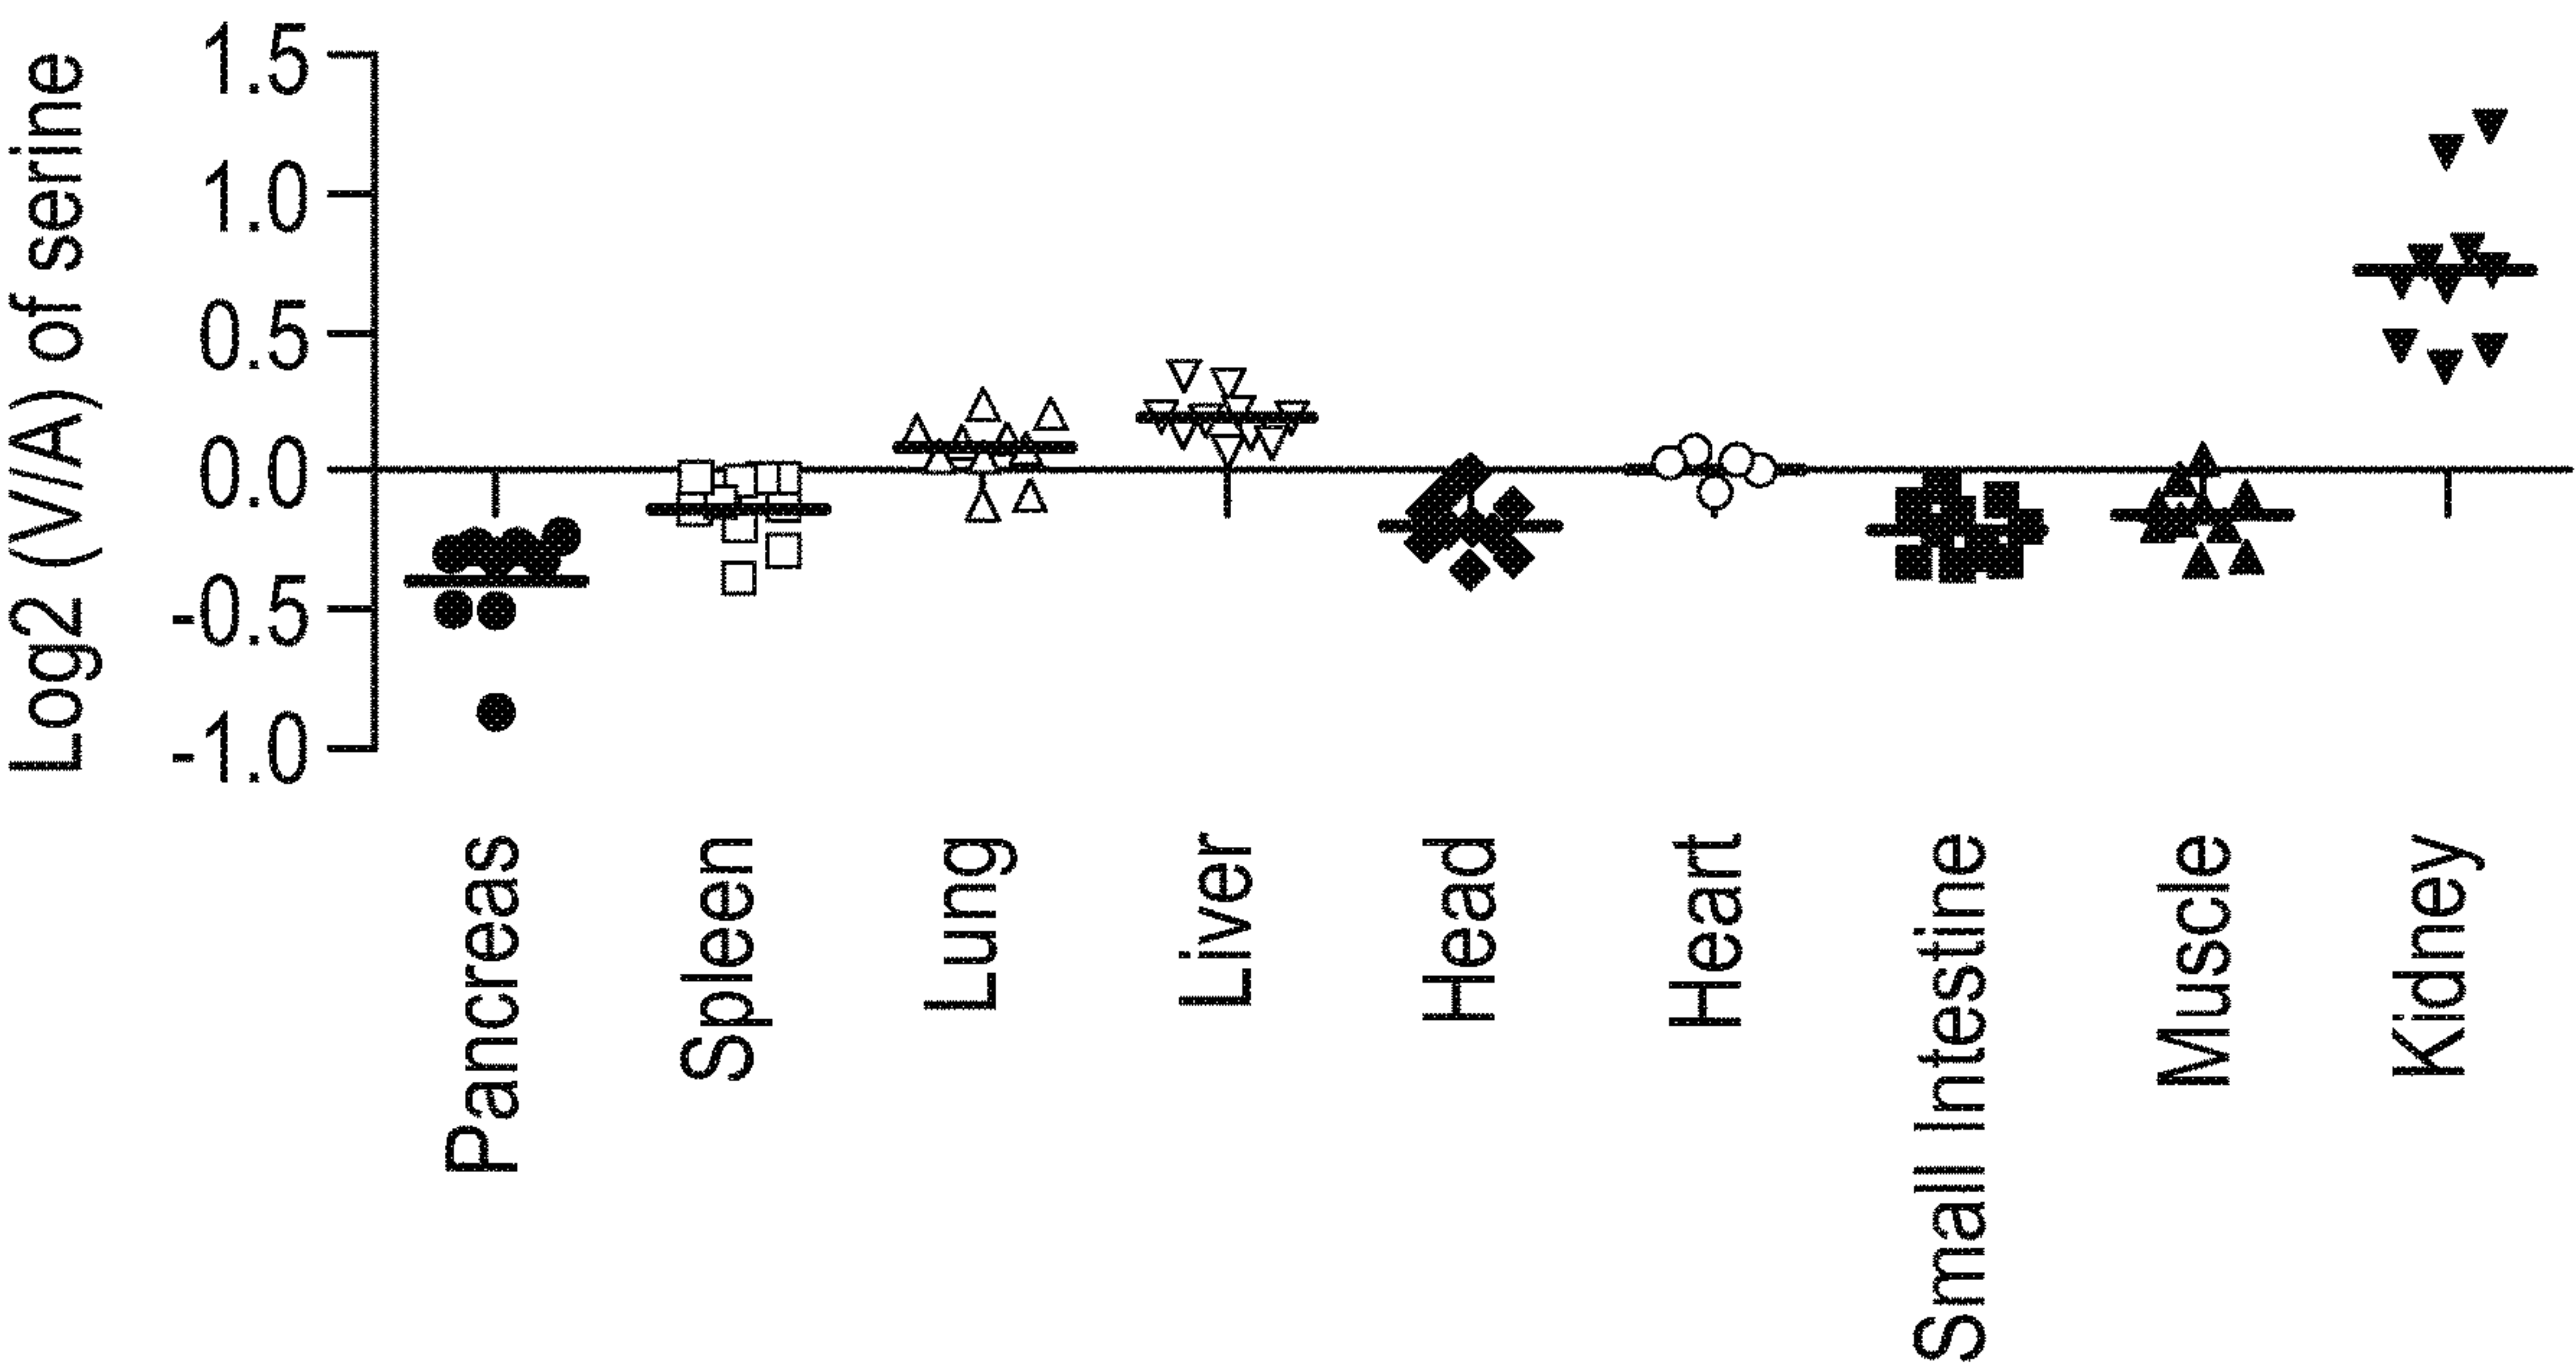 Log2 (V/A) of serine
1.5
1.0
0.5
0.0
-0.5
-1.0
Pancreas
Spleen
Lung
Liver
Head
Heart
Small Intestine
Muscle
Kidney